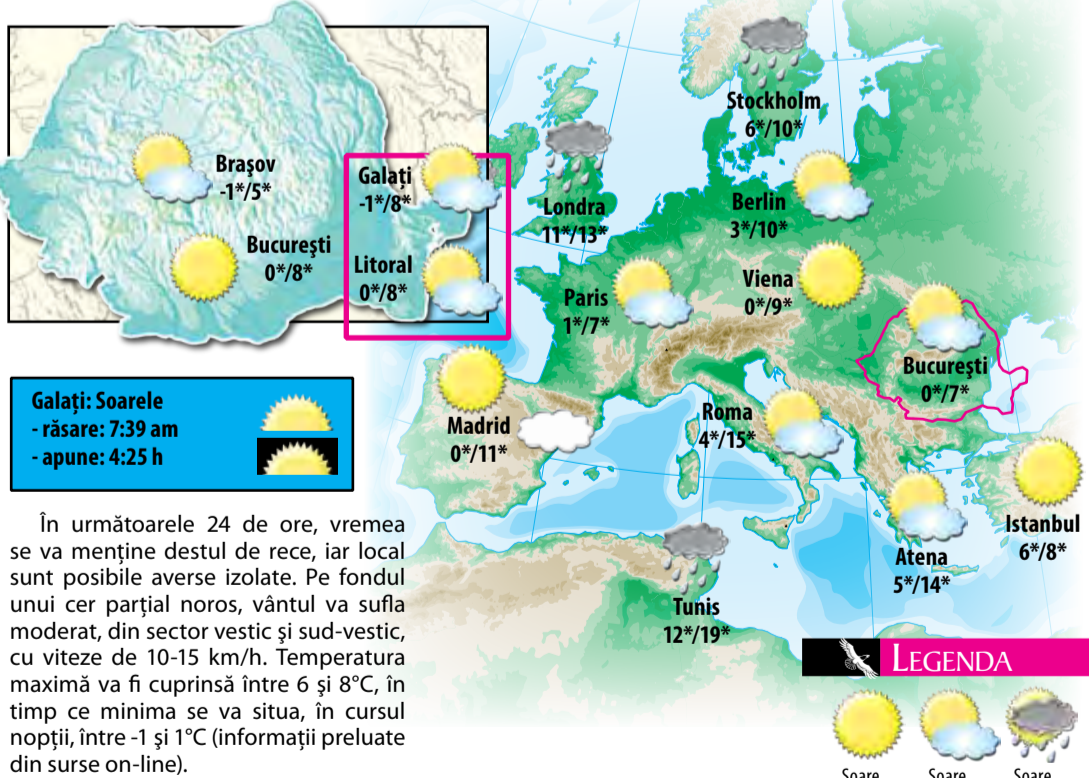 Braşov
-1*/5*
Bucureşti
0*/8*
Galaţi
-1*/8*
Litoral
0*/8*
Stockholm
6*/10*
Londra
11*/13*
Berlin
3*/10*
Paris
1*/7*
Viena
0*/9*
Bucureşti
0*/7*
Madrid
0*/11*
Roma
4*/15*
Istanbul
6*/8*
Atena
5*/14*
Tunis
12*/19*
Galaţi: Soarele
- răsare: 7:39 am
- apune: 4:25 h
În următoarele 24 de ore, vremea
se va menţine destul de rece, iar local
sunt posibile averse izolate. Pe fondul
unui cer parţial noros, vântul va sufla
moderat, din sector vestic şi sud-vestic,
cu viteze de 10-15 km/h. Temperatura
maximă va fi cuprinsă între 6 şi 8°C, în
timp ce minima se va situa, în cursul
nopţii, între -1 şi 1°C (informaţii preluate
din surse on-line).
LEGENDA
Soare Soare Soare